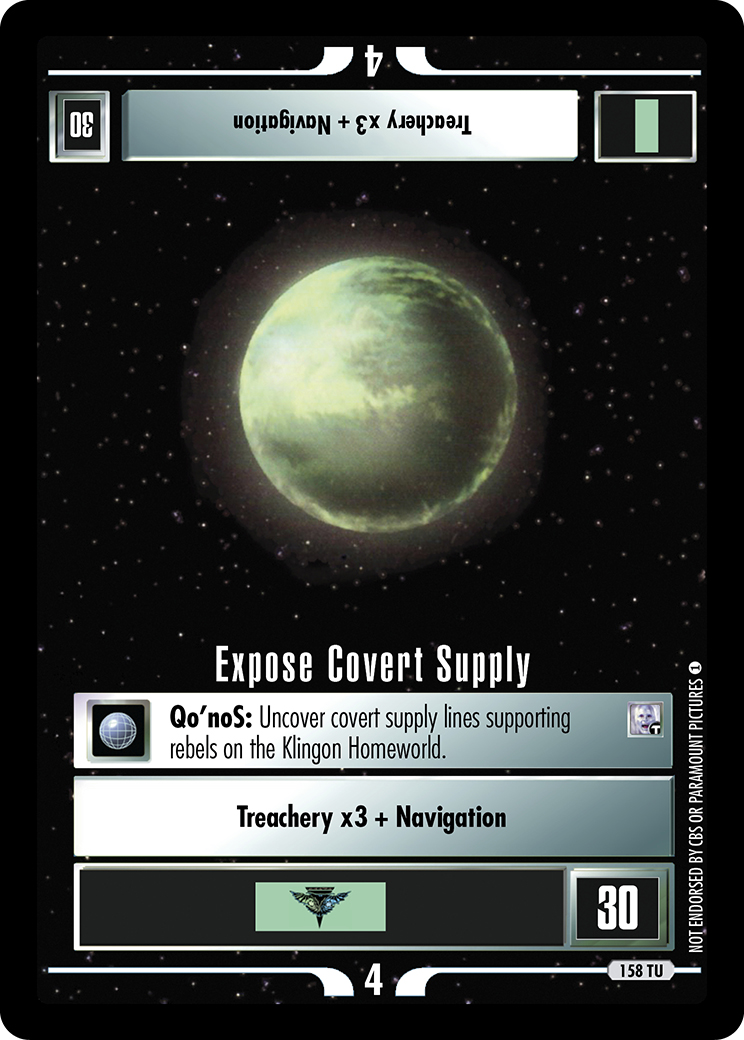 4
30
Treachery x3 + Navigation
Expose Covert Supply
Qo'noS: Uncover covert supply lines supporting
rebels on the Klingon Homeworld.
T
Treachery x3 + Navigation
30
4
158 TU
NOT ENDORSED BY CBS OR PARAMOUNT PICTURES 1